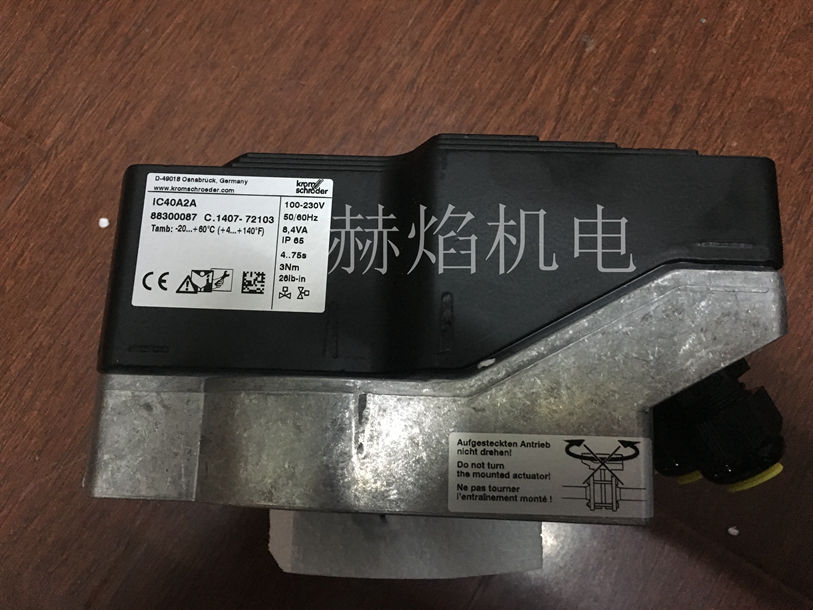 D-49018 Osnabrück, Germany
www.kromschroeder.com
krom
schröder
IC40A2A
88300087 C.1407- 72103
Tamb: -20...+60°C (+4...+140°F)
100-230V
50/60Hz
8,4VA
IP 65
4..75s
3Nm
26lb-in
CE
赫焰机电
Aufgesteckten Antrieb
nicht drehen!
Do not turn
the mounted actuator!
Ne pas tourner
l'entraînement monté !